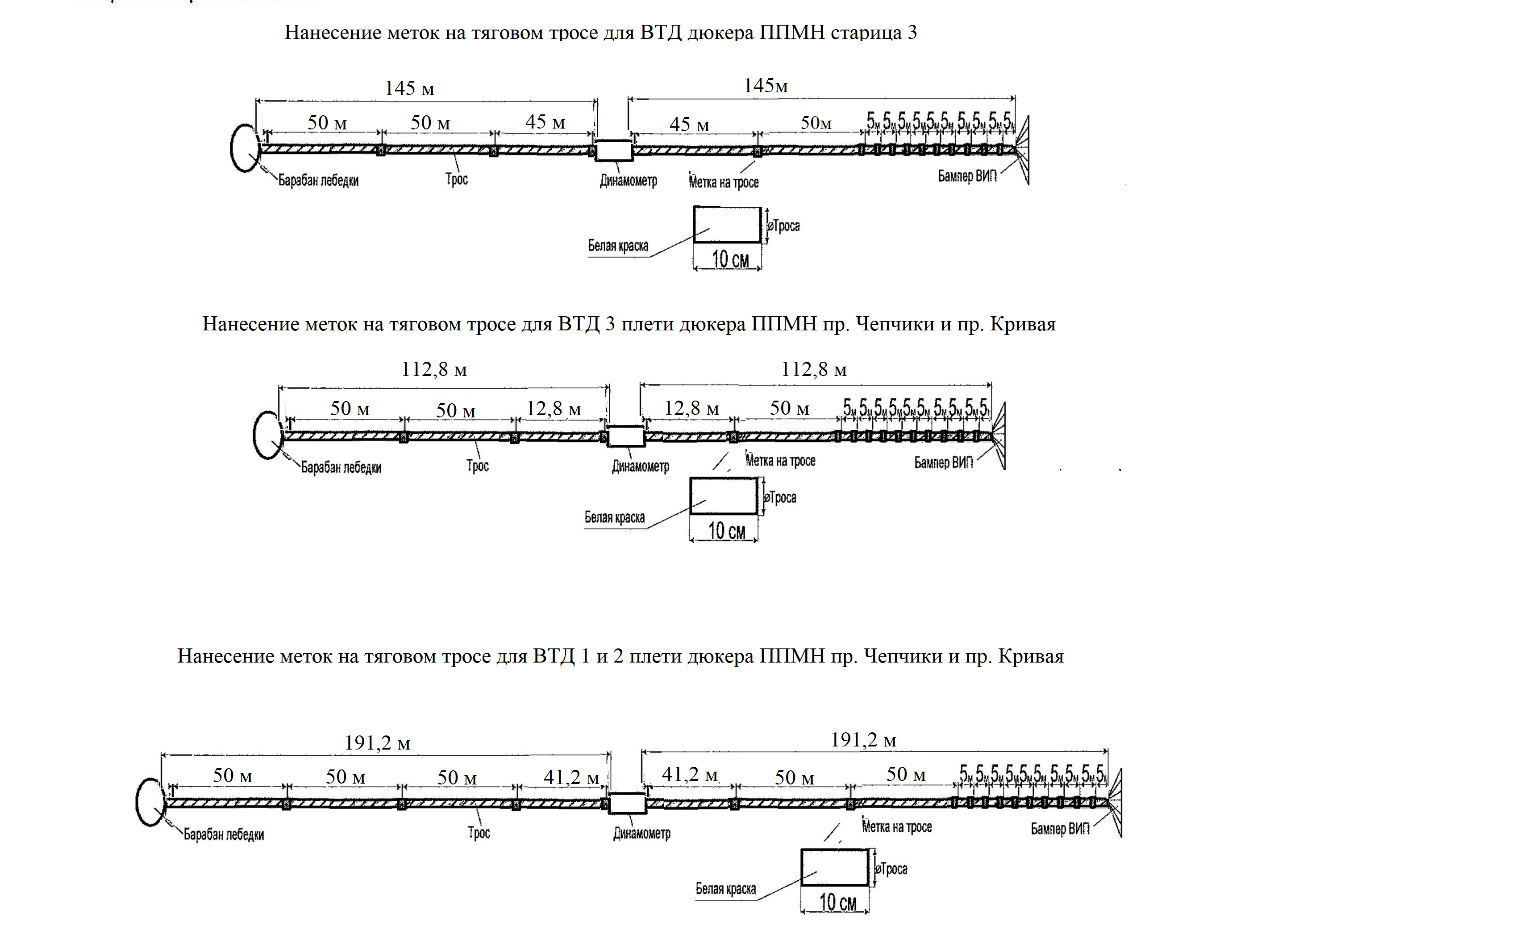 Нанесение меток на тяговом тросе для ВТД дюкера ППМН старица 3
145 м 145м
50 м 50 м 45 м 45 м 50м 5м 5м 5м 5м 5м 5м 5м 5м 5м 5м
Барабан лебедки Трос Динамометр Метка на тросе Бампер ВИП
⌀Троса
Белая краска
10 см
Нанесение меток на тяговом тросе для ВТД 3 плети дюкера ППМН пр. Чепчики и пр. Кривая
112,8 м 112,8 м
50 м 50 м 12,8 м 12,8 м 50 м 5м 5м 5м 5м 5м 5м 5м 5м 5м 5м
Барабан лебедки Трос Динамометр Метка на тросе Бампер ВИП
⌀Троса
Белая краска
10 см
Нанесение меток на тяговом тросе для ВТД 1 и 2 плети дюкера ППМН пр. Чепчики и пр. Кривая
191,2 м 191,2 м
50 м 50 м 50 м 41,2 м 41,2 м 50 м 50 м 5м 5м 5м 5м 5м 5м 5м 5м 5м 5м
Барабан лебедки Трос Динамометр Метка на тросе Бампер ВИП
⌀Троса
Белая краска
10 см